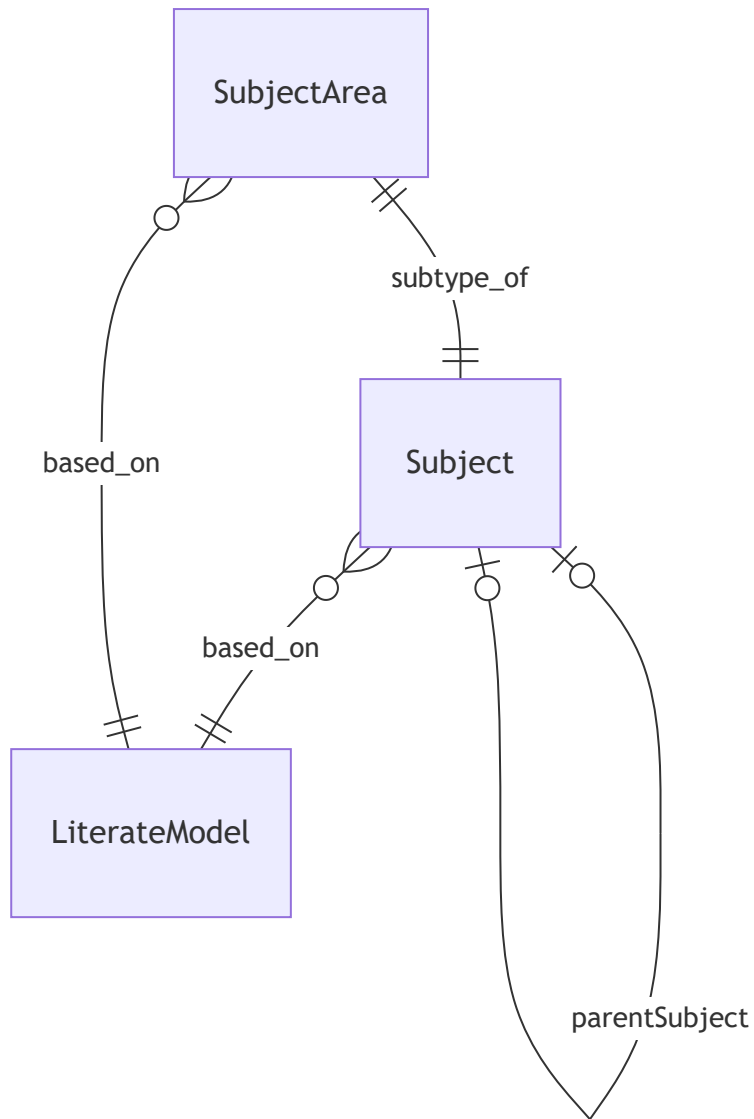 SubjectArea
subtype_of
based_on
Subject
based_on
LiterateModel
parentSubject